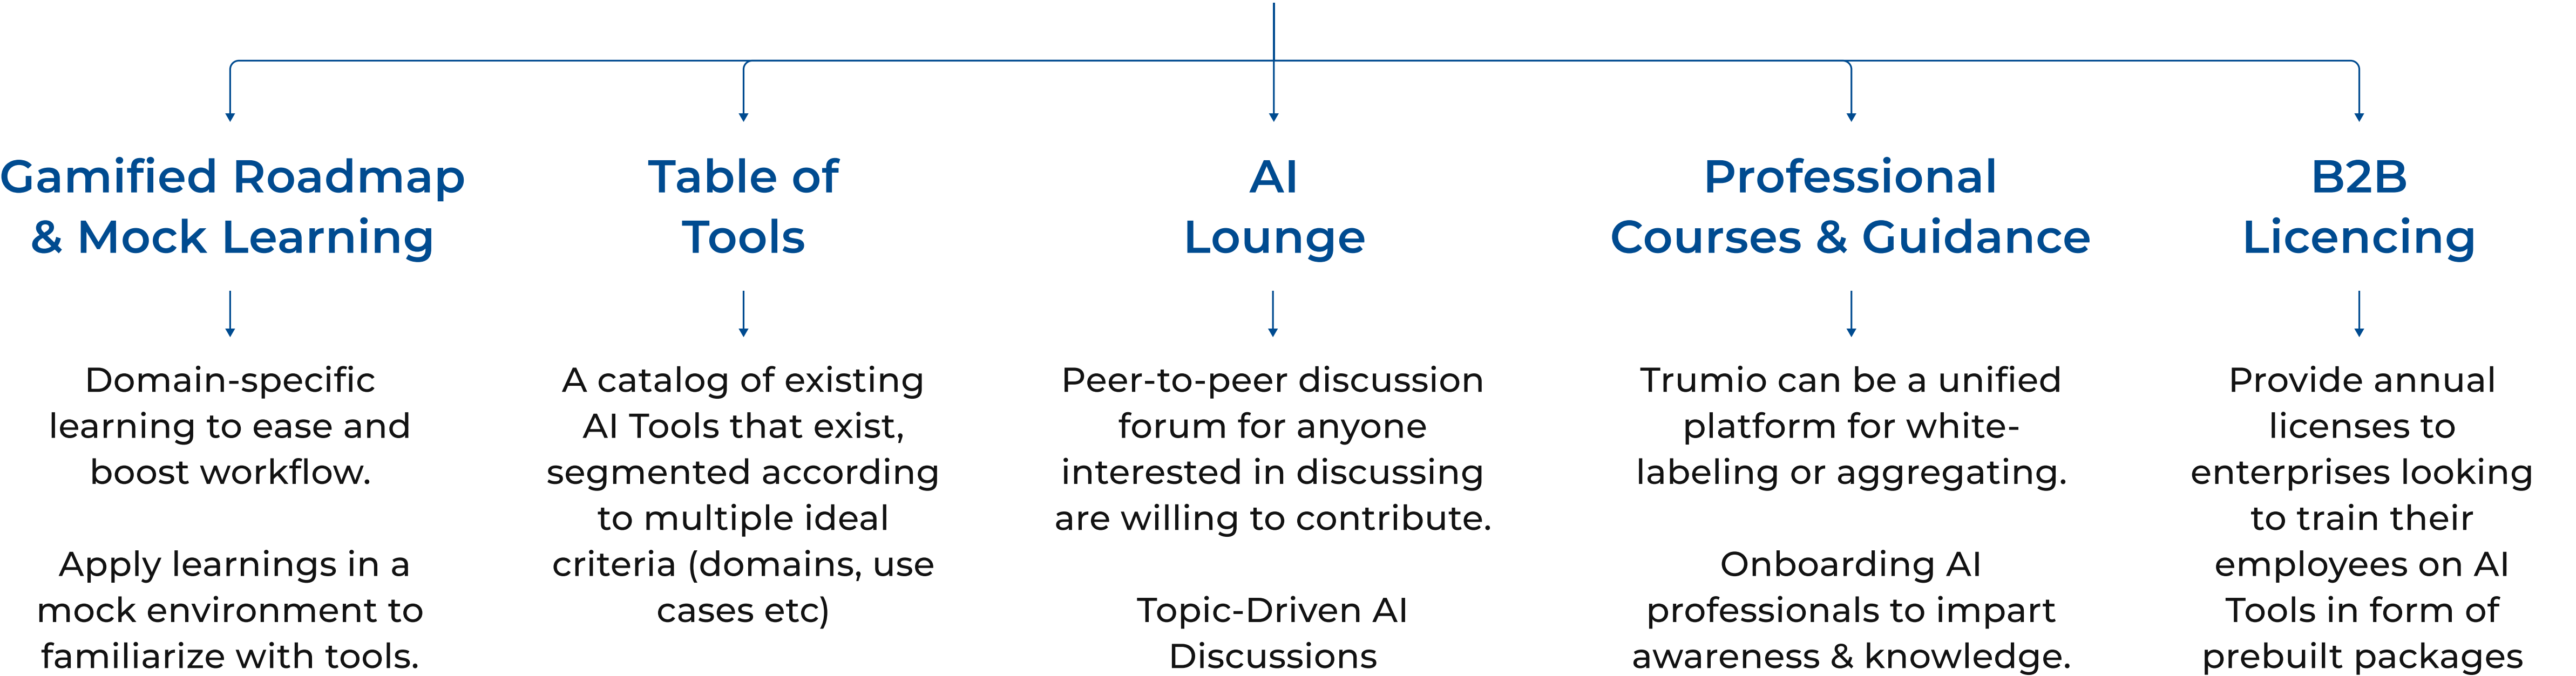 Gamified Roadmap
& Mock Learning
Domain-specific
learning to ease and
boost workflow.
Apply learnings in a
mock environment to
familiarize with tools.
Table of
Tools
A catalog of existing
AI Tools that exist,
segmented according
to multiple ideal
criteria (domains, use
cases etc)
AI
Lounge
Peer-to-peer discussion
forum for anyone
interested in discussing
are willing to contribute.
Topic-Driven AI
Discussions
Professional
Courses & Guidance
Trumio can be a unified
platform for white-
labeling or aggregating.
Onboarding AI
professionals to impart
awareness & knowledge.
B2B
Licencing
Provide annual
licenses to
enterprises looking
to train their
employees on AI
Tools in form of
prebuilt packages